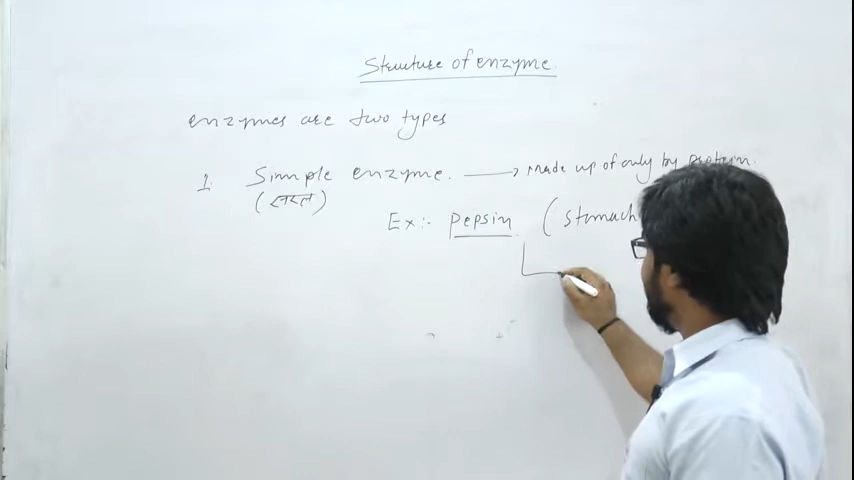 Structure of enzyme.
enzymes are two types
1. Simple enzyme. → Made up of only by protein.
(सरल)
Ex:- Pepsin (stomach